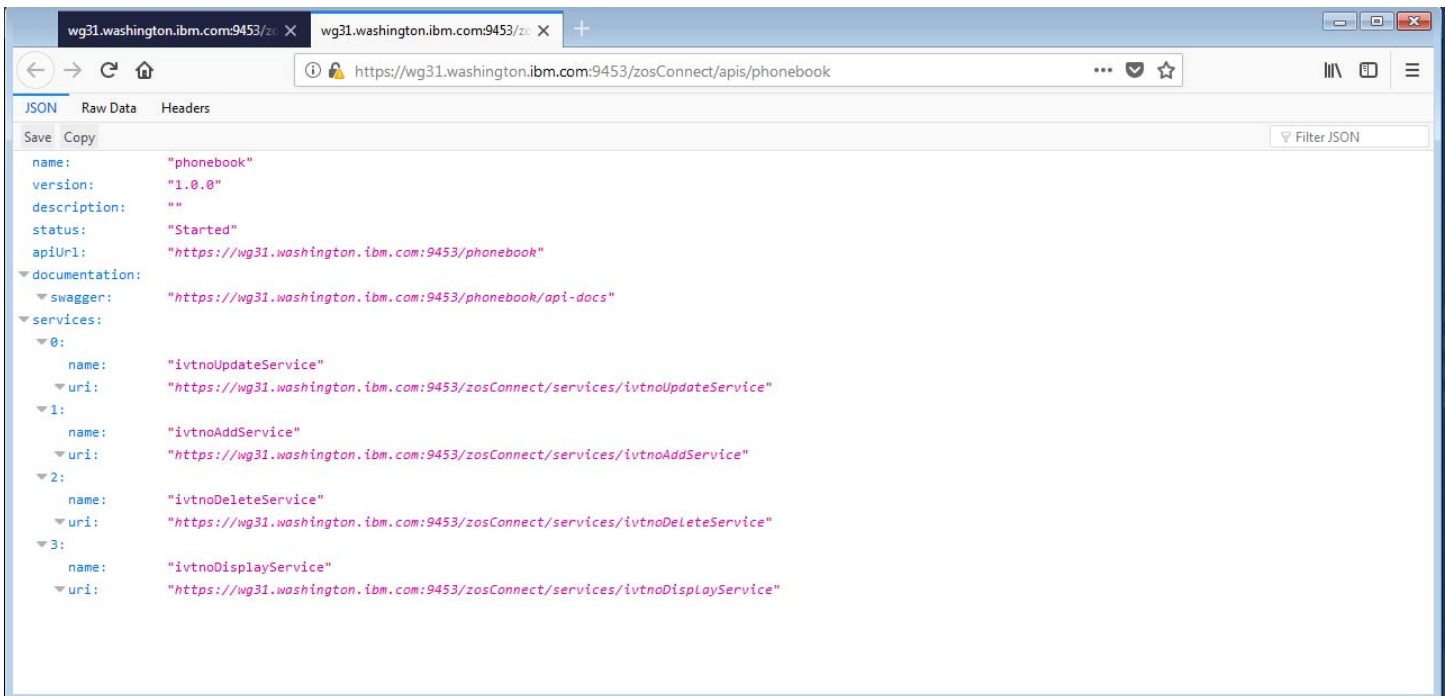 wg31.washington.ibm.com:9453/zo wg31.washington.ibm.com:9453/zo
https://wg31.washington.ibm.com:9453/zosConnect/apis/phonebook
JSON Raw Data Headers
Save Copy Filter JSON
name: "phonebook"
version: "1.0.0"
description: ""
status: "Started"
apiUrl: "https://wg31.washington.ibm.com:9453/phonebook"
documentation:
swagger: "https://wg31.washington.ibm.com:9453/phonebook/api-docs"
services:
0:
name: "ivtnoUpdateService"
uri: "https://wg31.washington.ibm.com:9453/zosConnect/services/ivtnoUpdateService"
1:
name: "ivtnoAddService"
uri: "https://wg31.washington.ibm.com:9453/zosConnect/services/ivtnoAddService"
2:
name: "ivtnoDeleteService"
uri: "https://wg31.washington.ibm.com:9453/zosConnect/services/ivtnoDeleteService"
3:
name: "ivtnoDisplayService"
uri: "https://wg31.washington.ibm.com:9453/zosConnect/services/ivtnoDisplayService"